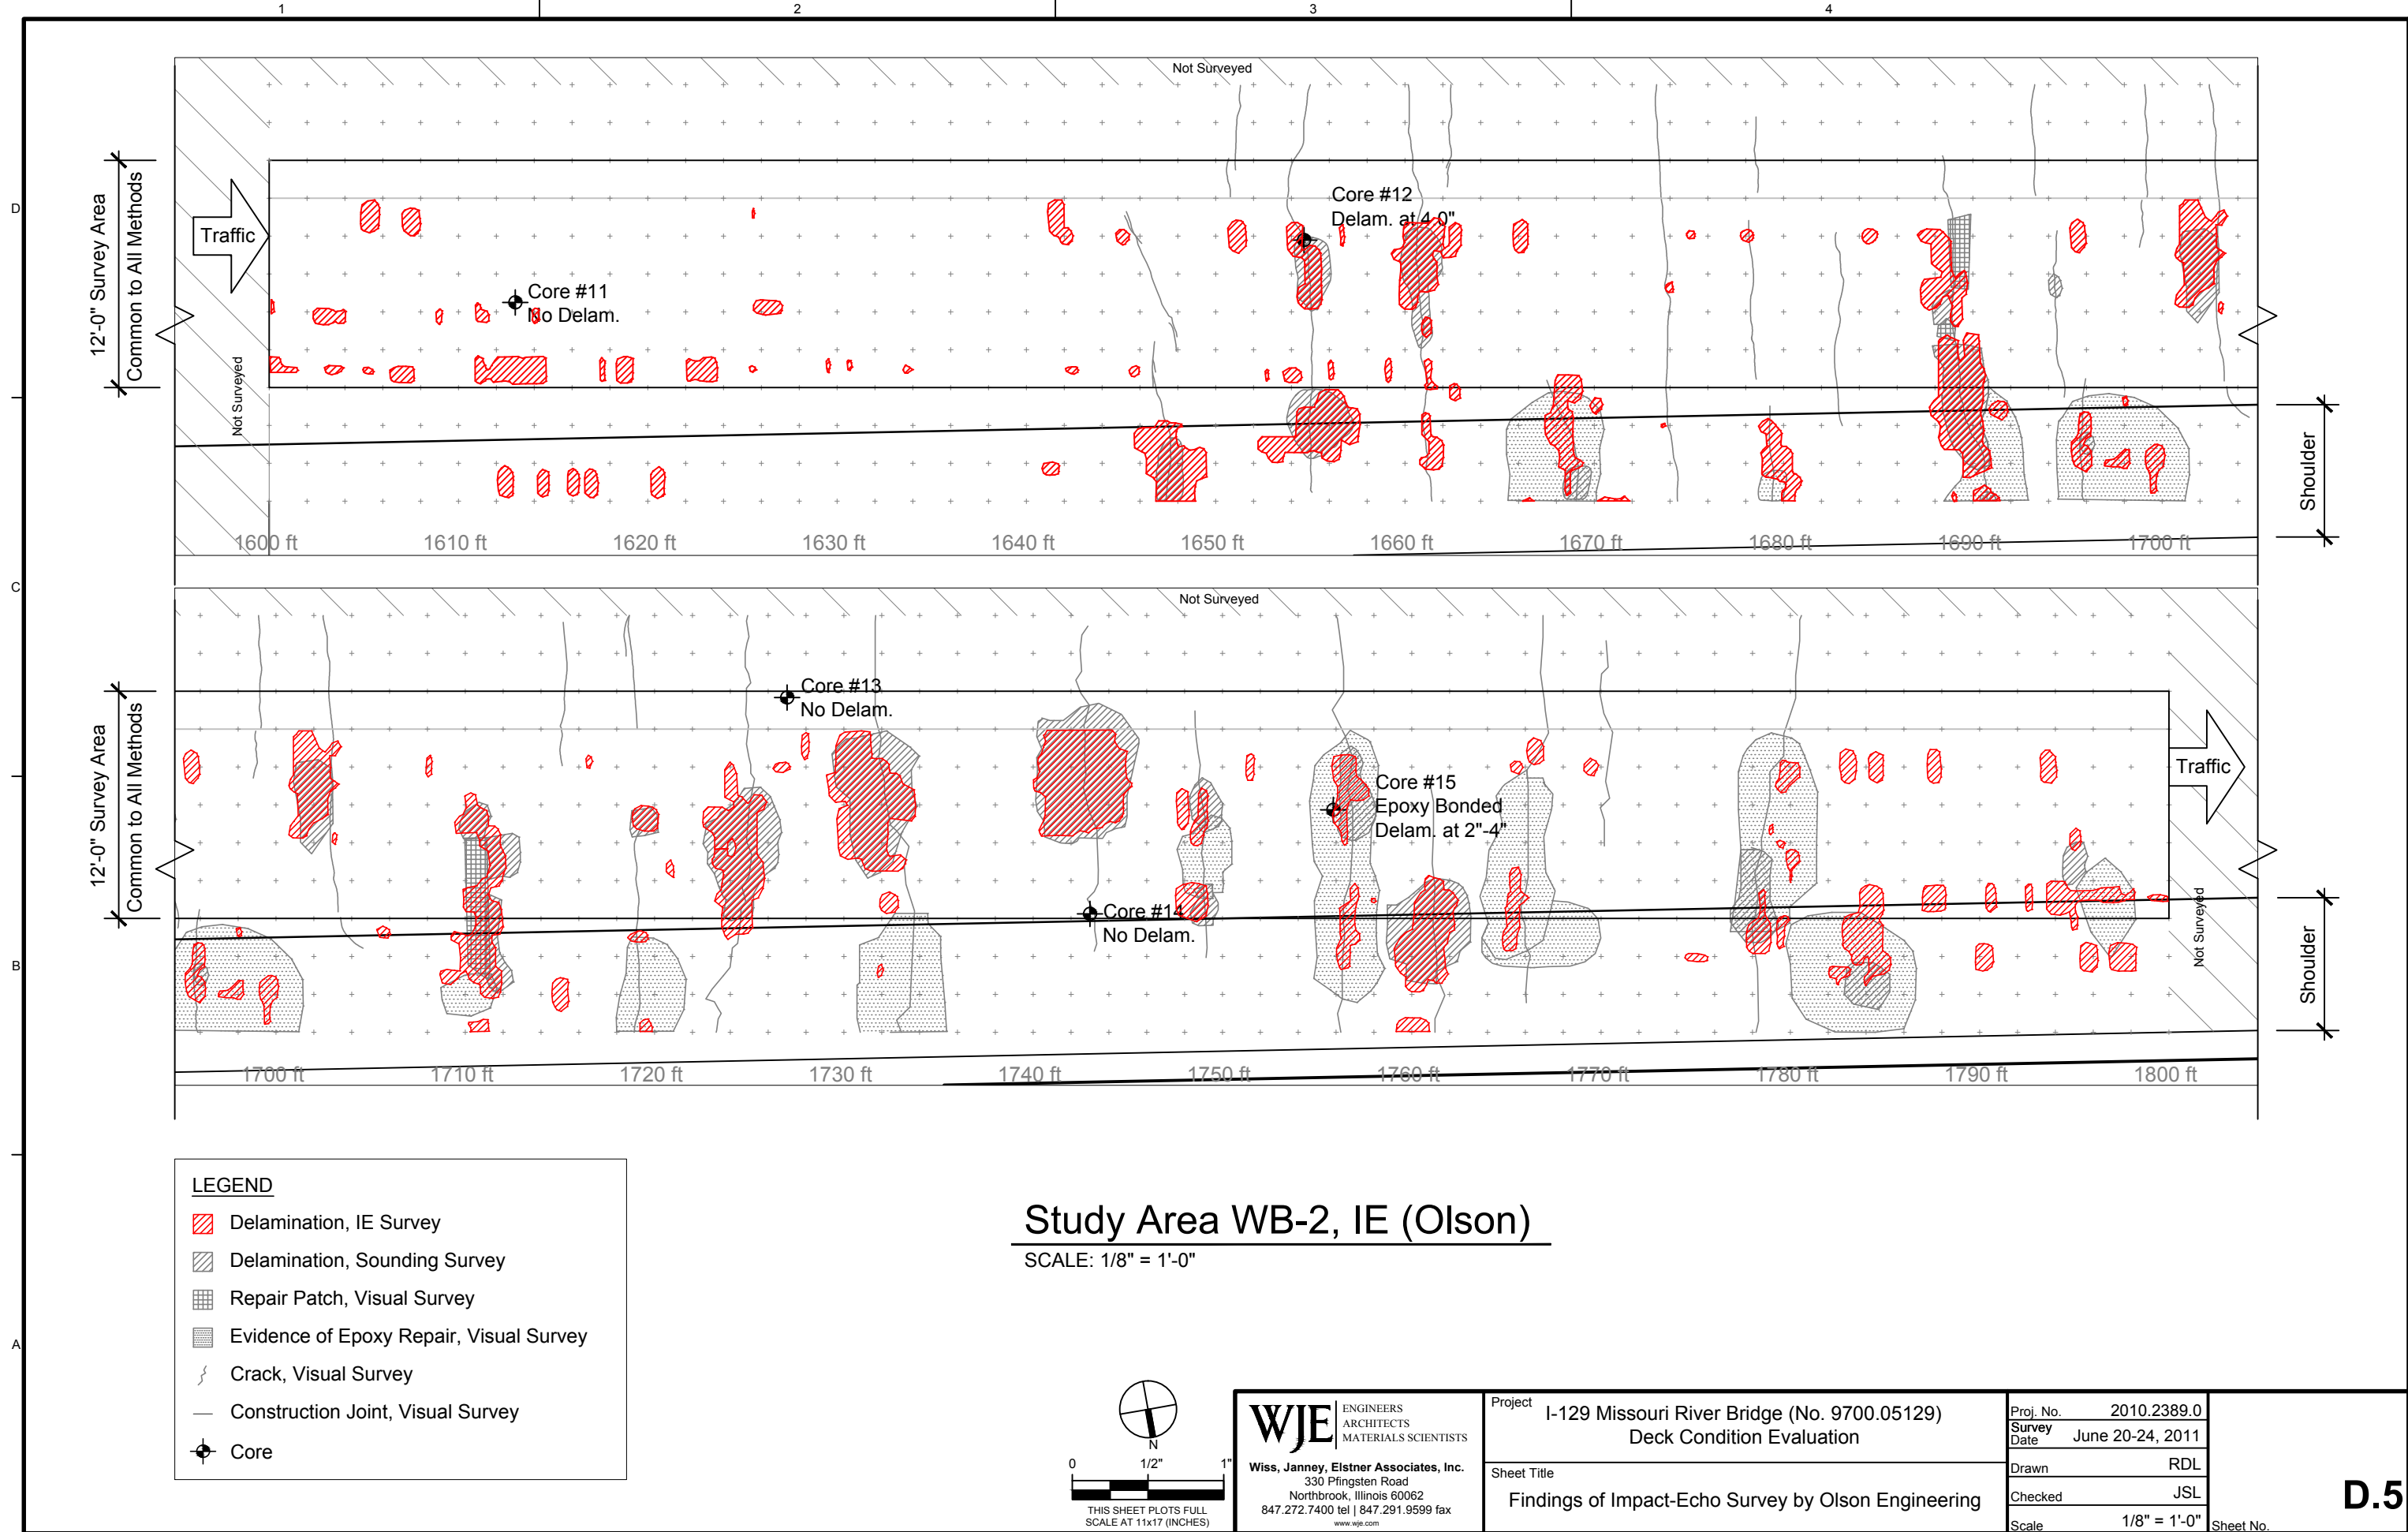 1 2 3 4
Not Surveyed
12'-0" Survey Area
Common to All Methods
Traffic
Not Surveyed
Core #11
No Delam.
Core #12
Delam. at 4.0"
Shoulder
1600 ft 1610 ft 1620 ft 1630 ft 1640 ft 1650 ft 1660 ft 1670 ft 1680 ft 1690 ft 1700 ft
Not Surveyed
12'-0" Survey Area
Common to All Methods
Core #13
No Delam.
Core #14
No Delam.
Core #15
Epoxy Bonded
Delam. at 2"-4"
Traffic
Not Surveyed
Shoulder
1700 ft 1710 ft 1720 ft 1730 ft 1740 ft 1750 ft 1760 ft 1770 ft 1780 ft 1790 ft 1800 ft
D
C
B
A
LEGEND
Delamination, IE Survey
Delamination, Sounding Survey
Repair Patch, Visual Survey
Evidence of Epoxy Repair, Visual Survey
Crack, Visual Survey
Construction Joint, Visual Survey
Core
Study Area WB-2, IE (Olson)
SCALE: 1/8" = 1'-0"
N
0 1/2" 1"
THIS SHEET PLOTS FULL
SCALE AT 11x17 (INCHES)
WJE
ENGINEERS
ARCHITECTS
MATERIALS SCIENTISTS
Wiss, Janney, Elstner Associates, Inc.
330 Pfingsten Road
Northbrook, Illinois 60062
847.272.7400 tel | 847.291.9599 fax
www.wje.com
Project
I-129 Missouri River Bridge (No. 9700.05129)
Deck Condition Evaluation
Sheet Title
Findings of Impact-Echo Survey by Olson Engineering
Proj. No. 2010.2389.0
Survey Date June 20-24, 2011
Drawn RDL
Checked JSL
Scale 1/8" = 1'-0"
Sheet No.
D.5